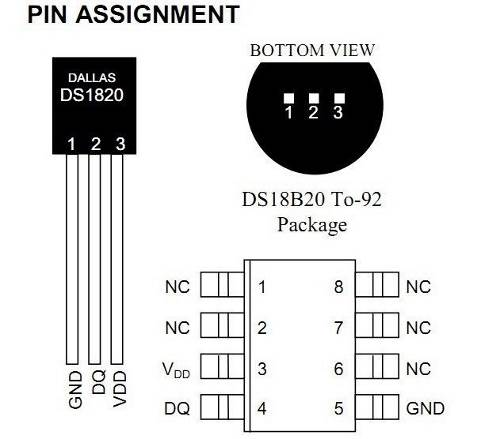 PIN ASSIGNMENT
DALLAS
DS1820
1 2 3
GND DQ VDD
BOTTOM VIEW
1 2 3
DS18B20 To-92
Package
NC 1 8 NC
NC 2 7 NC
VDD 3 6 NC
DQ 4 5 GND